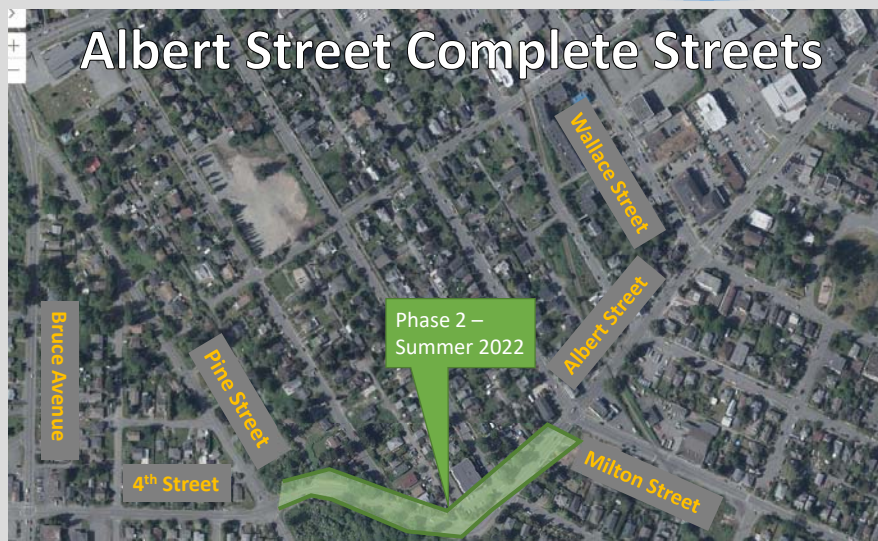 Albert Street Complete Streets
Wallace Street
Albert Street
Phase 2 –
Summer 2022
Bruce Avenue
Pine Street
4th Street
Milton Street